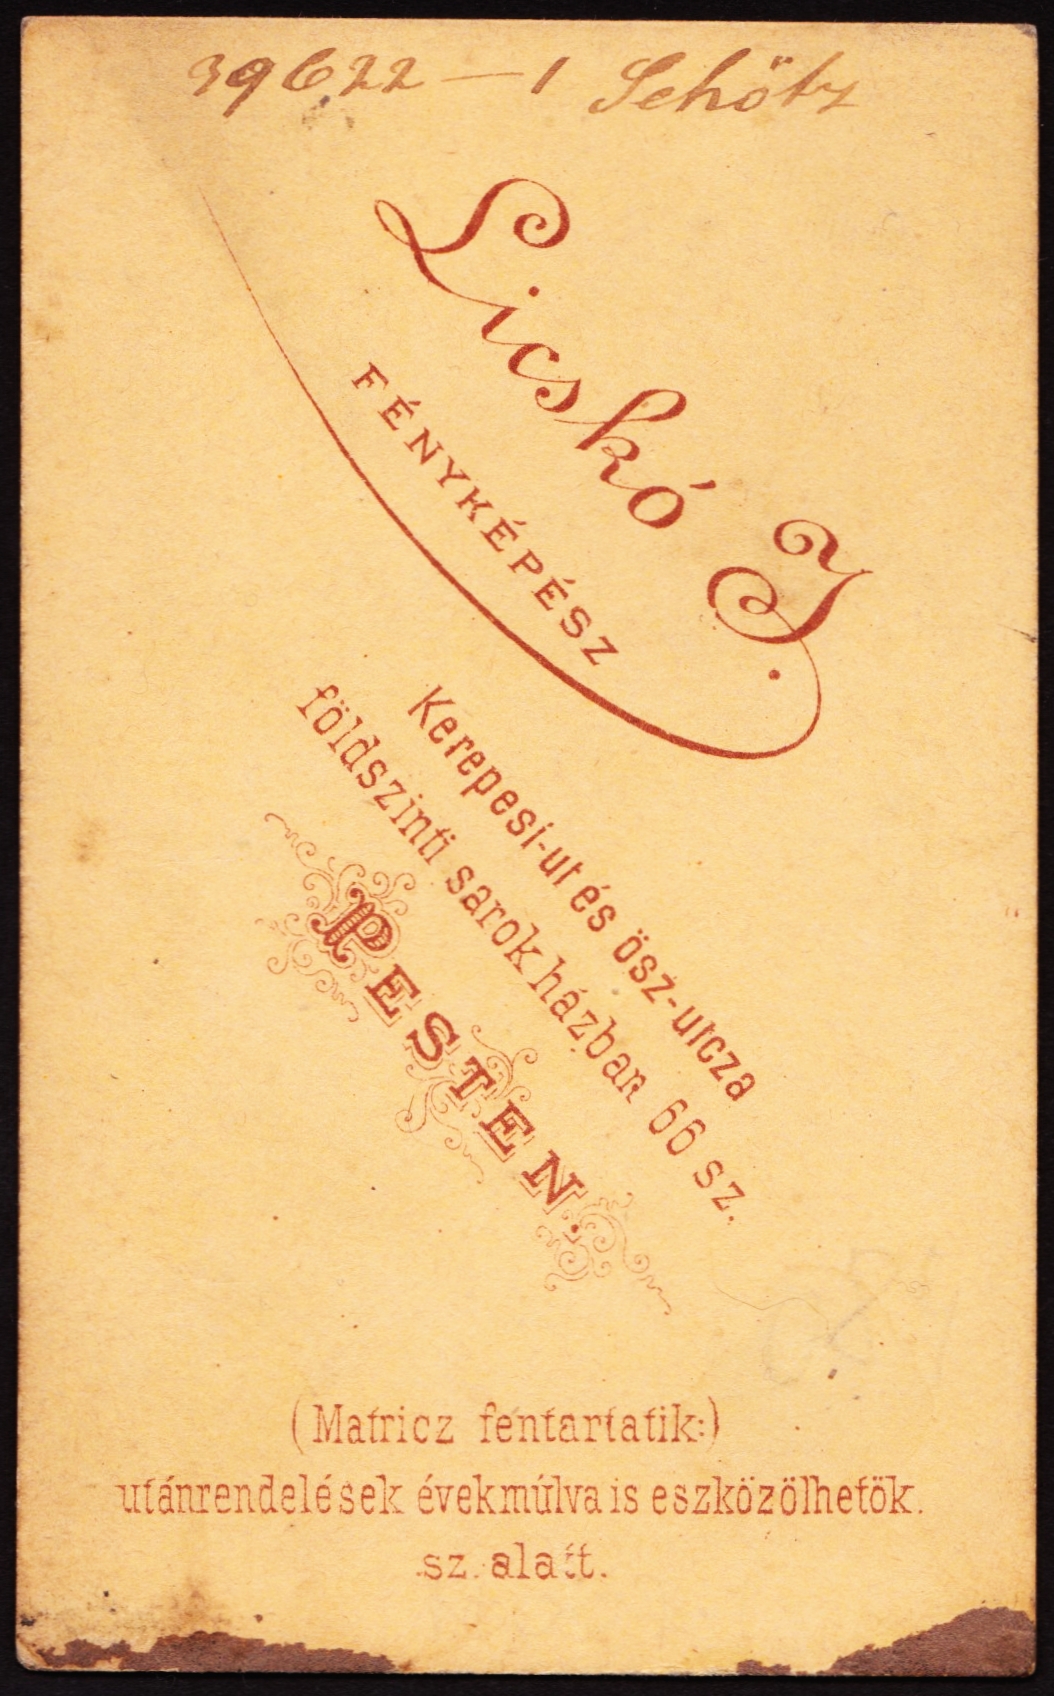 39622 — 1 Schötz
Licskó J.
FÉNYKÉPÉSZ
Kerepesi-ut és ösz-utcza
földszinti sarok házban 66 sz.
PESTEN.
(Matricz fentartatik:)
utánrendelések évekmúlva is eszközölhetök.
sz. alatt.